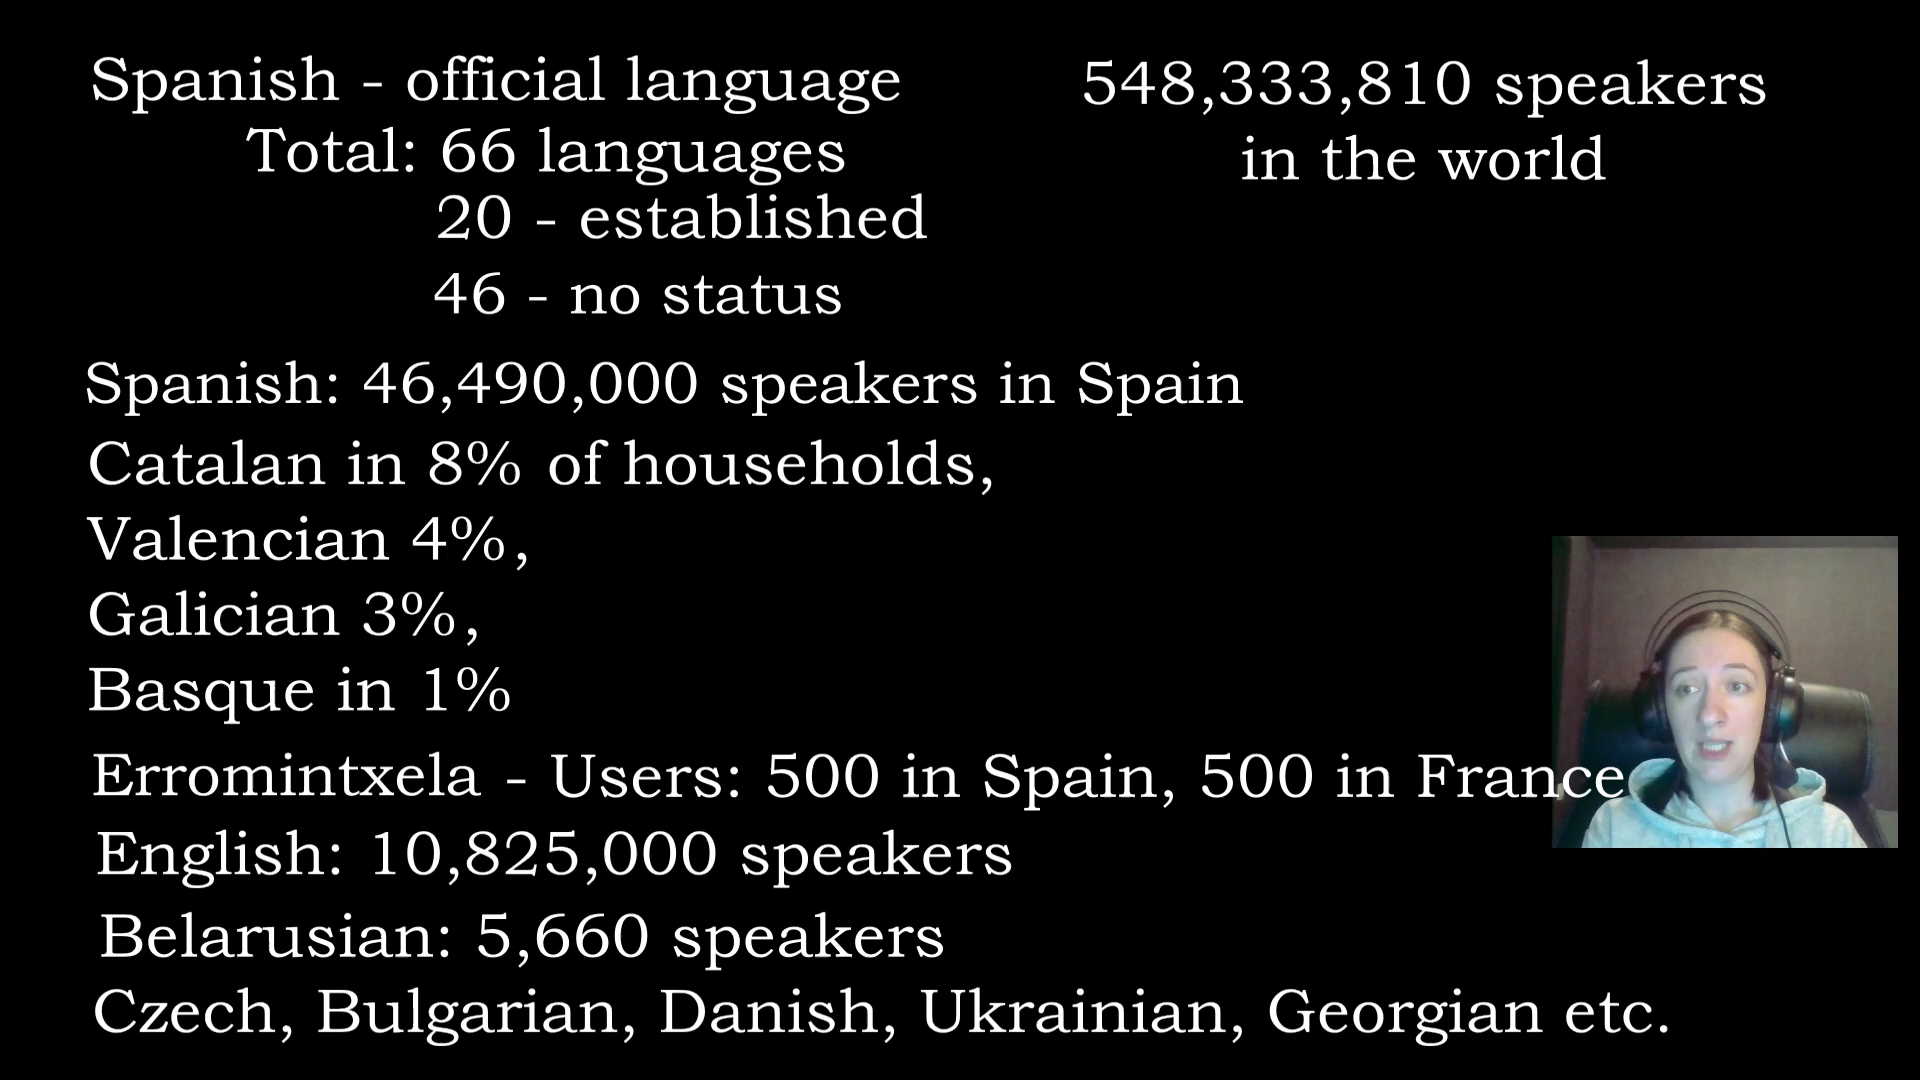 Spanish - official language
548,333,810 speakers
in the world
Total: 66 languages
20 - established
46 - no status
Spanish: 46,490,000 speakers in Spain
Catalan in 8% of households,
Valencian 4%,
Galician 3%,
Basque in 1%
Erromintxela - Users: 500 in Spain, 500 in France
English: 10,825,000 speakers
Belarusian: 5,660 speakers
Czech, Bulgarian, Danish, Ukrainian, Georgian etc.